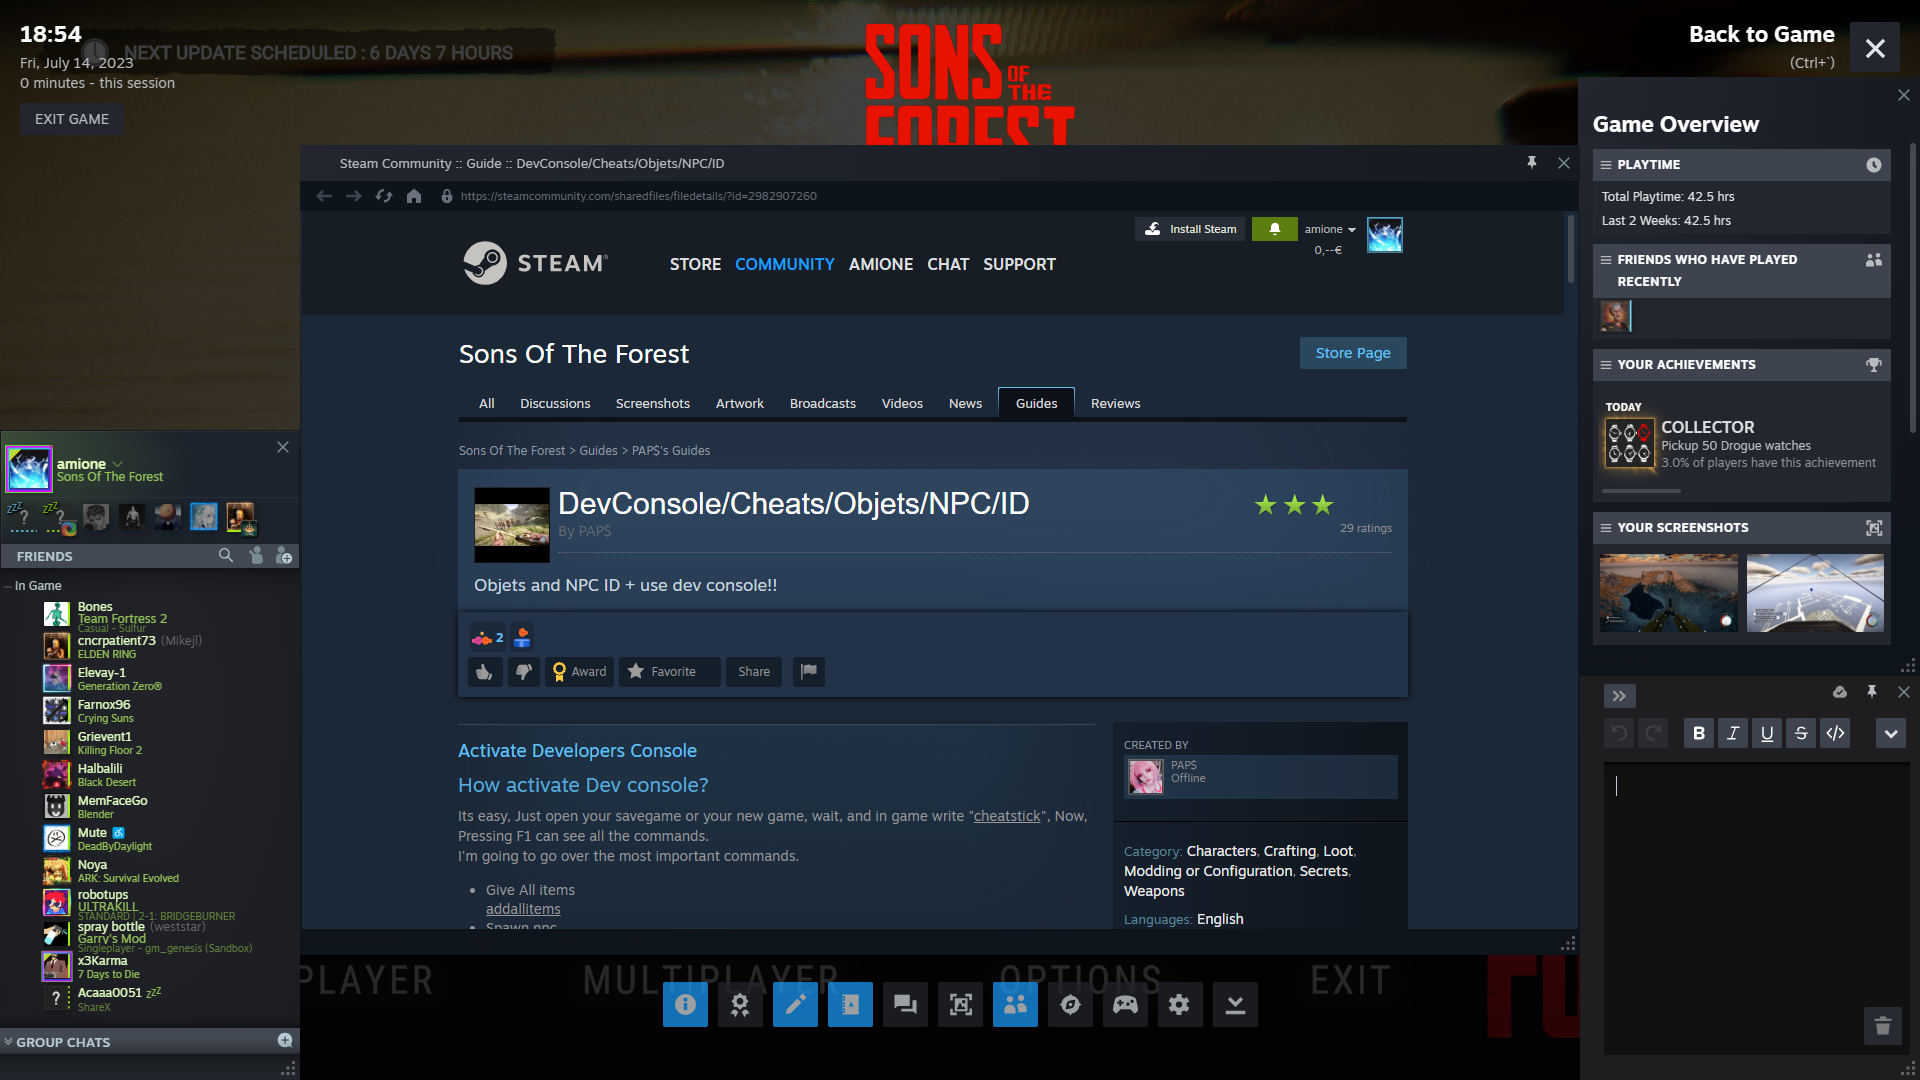 18:54
NEXT UPDATE SCHEDULED : 6 DAYS 7 HOURS
Fri, July 14, 2023
0 minutes - this session
EXIT GAME
SONS
OF
THE
FOREST
Back to Game
(Ctrl+`)
Steam Community :: Guide :: DevConsole/Cheats/Objets/NPC/ID
https://steamcommunity.com/sharedfiles/filedetails/?id=2982907260
Install Steam
amione
0,--€
STEAM®
STORE COMMUNITY AMIONE CHAT SUPPORT
Sons Of The Forest
Store Page
All Discussions Screenshots Artwork Broadcasts Videos News Guides Reviews
Sons Of The Forest > Guides > PAP$'s Guides
DevConsole/Cheats/Objets/NPC/ID
By PAP$
29 ratings
Objets and NPC ID + use dev console!!
2
Award
Favorite
Share
Activate Developers Console
How activate Dev console?
Its easy, Just open your savegame or your new game, wait, and in game write "cheatstick", Now,
Pressing F1 can see all the commands.
I'm going to go over the most important commands.
• Give All items
addallitems
• Spawn npc
CREATED BY
PAP$
Offline
Category: Characters, Crafting, Loot,
Modding or Configuration, Secrets,
Weapons
Languages: English
amione
Sons Of The Forest
zzz
?
zzz
?
FRIENDS
In Game
Bones
Team Fortress 2
Casual - Sulfur
cncrpatient73 (Mikejl)
ELDEN RING
Elevay-1
Generation Zero®
Farnox96
Crying Suns
Grievent1
Killing Floor 2
Halbalili
Black Desert
MemFaceGo
Blender
Mute
DeadByDaylight
Noya
ARK: Survival Evolved
robotups
ULTRAKILL
STANDARD | 2-1: BRIDGEBURNER
spray bottle (weststar)
Garry's Mod
Singleplayer - gm_genesis (Sandbox)
x3Karma
7 Days to Die
?
Acaaa0051 zzz
ShareX
GROUP CHATS
Game Overview
PLAYTIME
Total Playtime: 42.5 hrs
Last 2 Weeks: 42.5 hrs
FRIENDS WHO HAVE PLAYED
RECENTLY
YOUR ACHIEVEMENTS
TODAY
COLLECTOR
Pickup 50 Drogue watches
3.0% of players have this achievement
YOUR SCREENSHOTS
B I U S </>
PLAYER
MULTIPLAYER
OPTIONS
EXIT